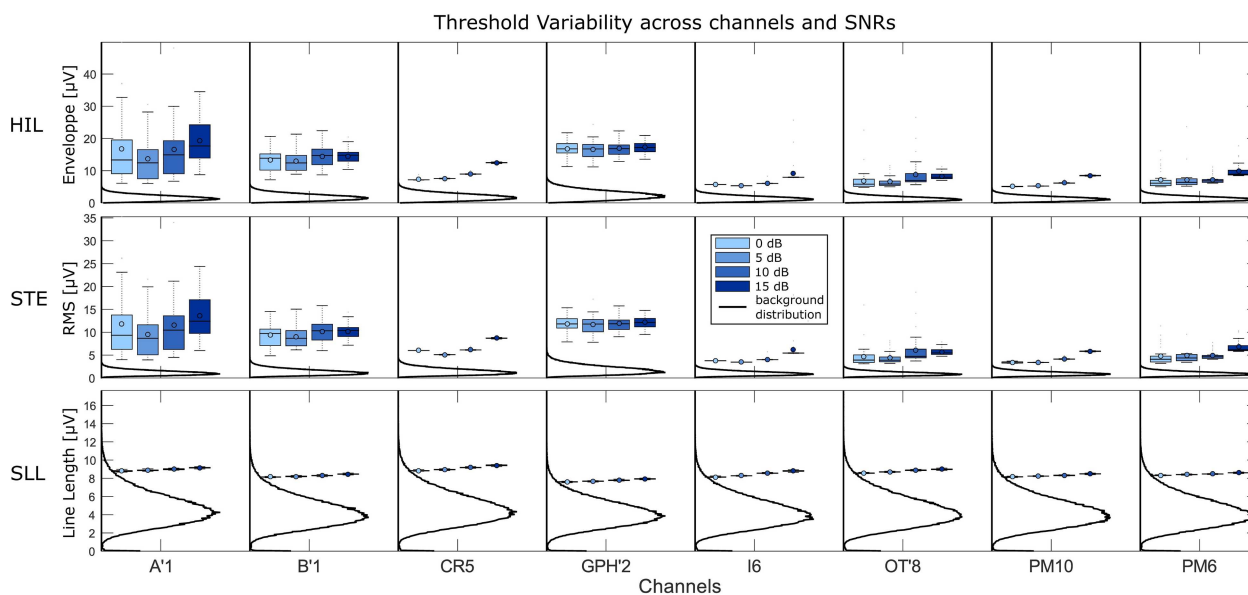 Threshold Variability across channels and SNRs
HIL
Enveloppe [µV]
40
30
20
10
0
STE
RMS [µV]
35
30
25
20
15
10
5
0
0 dB
5 dB
10 dB
15 dB
background
distribution
SLL
Line Length [µV]
16
14
12
10
8
6
4
2
0
A'1 B'1 CR5 GPH'2 I6 OT'8 PM10 PM6
Channels